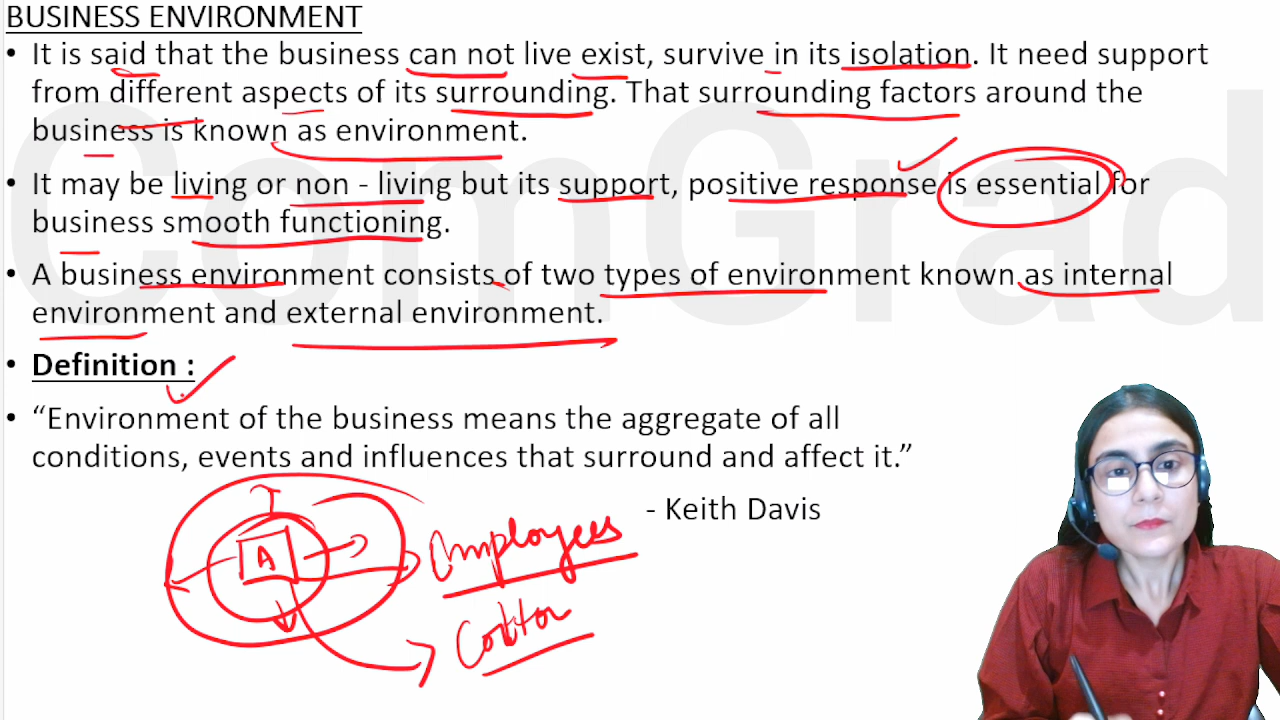 BUSINESS ENVIRONMENT
• It is said that the business can not live exist, survive in its isolation. It need support
from different aspects of its surrounding. That surrounding factors around the
business is known as environment.
• It may be living or non - living but its support, positive response is essential for
business smooth functioning.
• A business environment consists of two types of environment known as internal
environment and external environment.
• Definition :
• “Environment of the business means the aggregate of all
conditions, events and influences that surround and affect it.”
- Keith Davis
A
employees
ComGrad